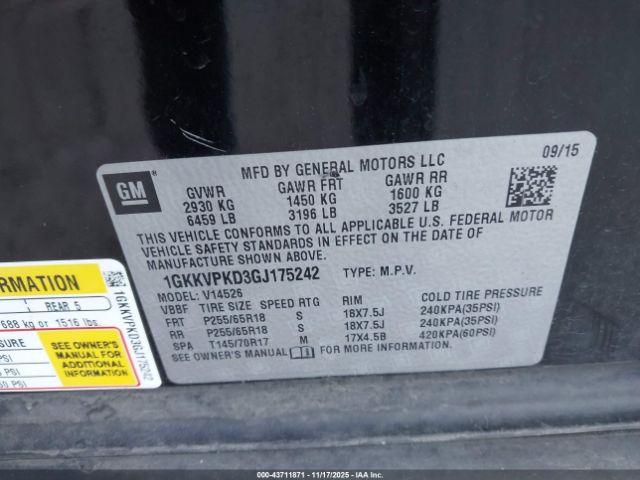 MFD BY GENERAL MOTORS LLC
09/15
GM
GVWR GAWR FRT GAWR RR
2930 KG 1450 KG 1600 KG
6459 LB 3196 LB 3527 LB
THIS VEHICLE CONFORMS TO ALL APPLICABLE U.S. FEDERAL MOTOR
VEHICLE SAFETY STANDARDS IN EFFECT ON THE DATE OF
MANUFACTURE SHOWN ABOVE.
1GKKVPKD3GJ175242 TYPE: M.P.V.
MODEL: V14526
VBBF TIRE SIZE SPEED RTG RIM COLD TIRE PRESSURE
FRT P255/65R18 S 18X7.5J 240KPA(35PSI)
RR P255/65R18 S 18X7.5J 240KPA(35PSI)
SPA T145/70R17 M 17X4.5B 420KPA(60PSI)
SEE OWNER'S MANUAL FOR MORE INFORMATION.
RMATION
REAR 5
688 kg or 1516 lbs.
SEE OWNER'S
MANUAL FOR
ADDITIONAL
INFORMATION
1GKKVPKD3GJ175242
000-43711871 - 11/17/2025 - IAAI.COM